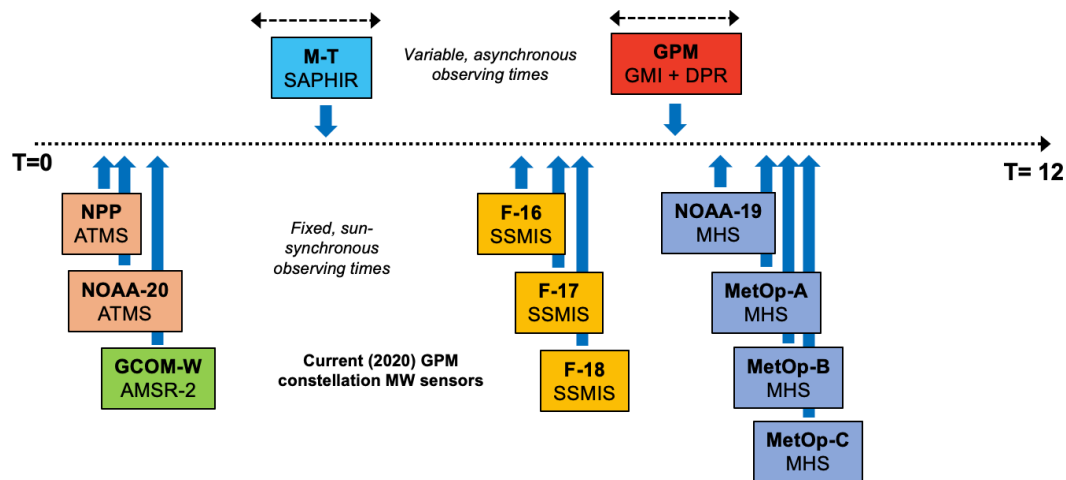 M-T
SAPHIR
Variable, asynchronous
observing times
GPM
GMI + DPR
T=0
T= 12
NPP
ATMS
NOAA-20
ATMS
GCOM-W
AMSR-2
Fixed, sun-
synchronous
observing times
Current (2020) GPM
constellation MW sensors
F-16
SSMIS
F-17
SSMIS
F-18
SSMIS
NOAA-19
MHS
MetOp-A
MHS
MetOp-B
MHS
MetOp-C
MHS